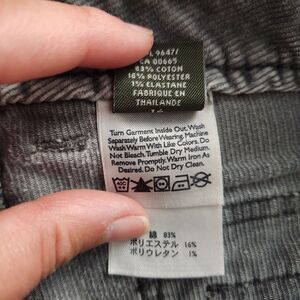 CA 00665
83% COTON
16% POLYESTER
1% ELASTANE
FABRIQUE EN
THAILANDE
Turn Garment Inside Out. Wash
Separately Before Wearing. Machine
Wash Warm With Like Colors. Do
Not Bleach. Tumble Dry Medium.
Remove Promptly. Warm Iron As
Desired. Do Not Dry Clean.
綿 83%
ポリエステル 16%
ポリウレタン 1%